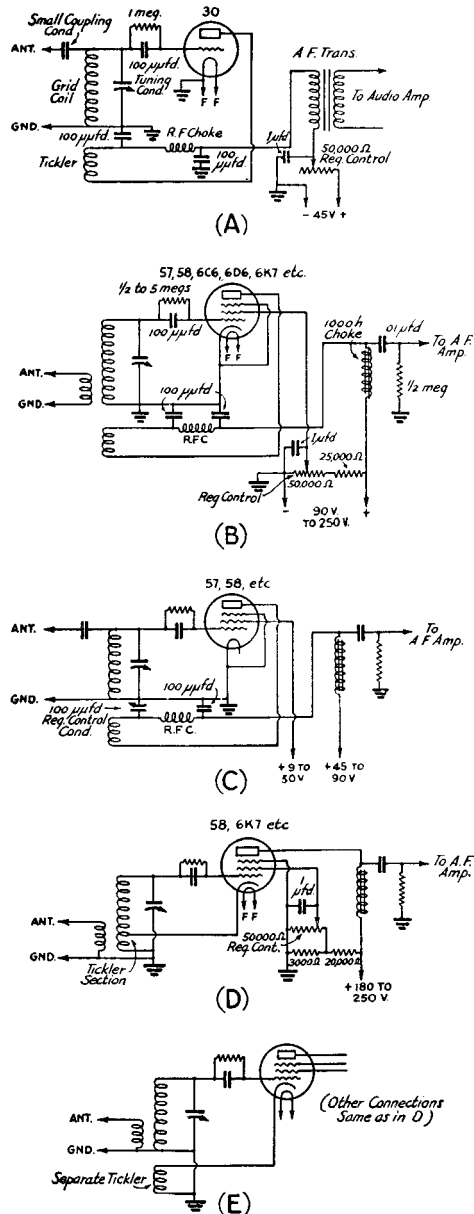 Small Coupling
Cond.
1 meg.
30
ANT.
100 μμfd.
Tuning
Cond.
Grid
Coil
F F
A.F. Trans.
To Audio Amp
GND.
100 μμfd.
R.F. Choke
100
μμfd
1 μfd
50,000 Ω
Reg. Control
Tickler
- 45V +
(A)
57, 58, 6C6, 6D6, 6K7 etc.
1/2 to 5 megs
100 μμfd
F F
1000 h
Choke
.01 μfd
To A.F.
Amp.
ANT.
100 μμfd
1/2 meg
GND.
R.F.C.
1 μfd
25,000 Ω
50,000 Ω
Reg Control
- 90 V. +
TO 250 V.
(B)
57, 58, etc
ANT.
To
A F Amp.
GND.
100 μμfd
100 μμfd
Reg. Control
Cond.
R.F.C.
+9 TO
50 V
+45 TO
90 V.
(C)
58, 6K7 etc
To A.F.
Amp.
F F
1
μfd
ANT.
50000 Ω
Reg. Cont.
GND.
Tickler
Section
3000 Ω 20,000 Ω
+180 TO
250 V.
(D)
ANT.
(Other Connections
Same as in D)
GND.
Separate Tickler
(E)